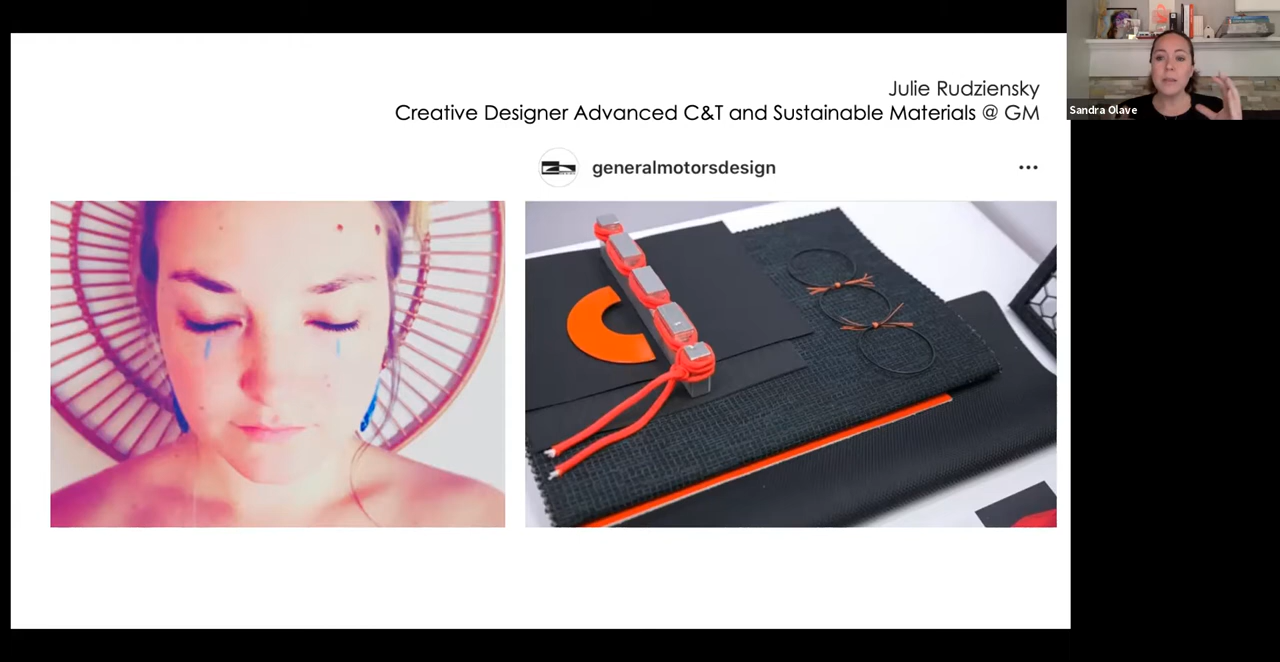 Julie Rudziensky
Creative Designer Advanced C&T and Sustainable Materials @ GM
Sandra Olave
generalmotorsdesign